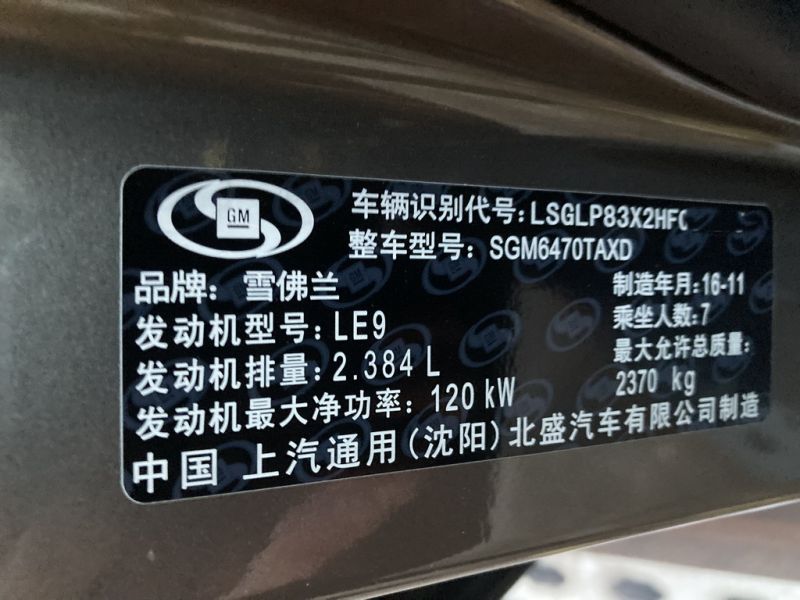 GM
车辆识别代号:LSGLP83X2HF
整车型号: SGM6470TAXD
品牌: 雪佛兰
制造年月:16-11
发动机型号:LE9
乘坐人数:7
发动机排量:2.384 L
最大允许总质量:
2370 kg
发动机最大净功率: 120 kW
中国 上汽通用(沈阳)北盛汽车有限公司制造